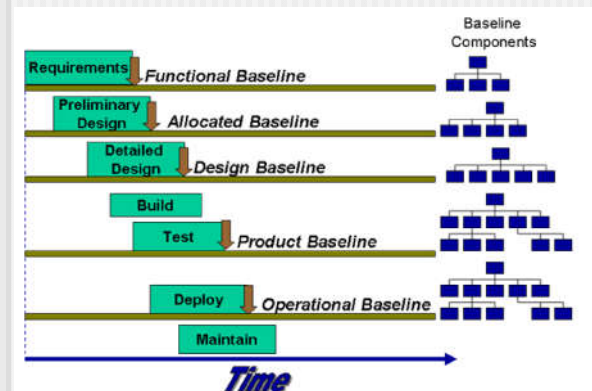 Baseline
Components
Requirements
Functional Baseline
Preliminary
Design
Allocated Baseline
Detailed
Design
Design Baseline
Build
Test
Product Baseline
Deploy
Operational Baseline
Maintain
Time